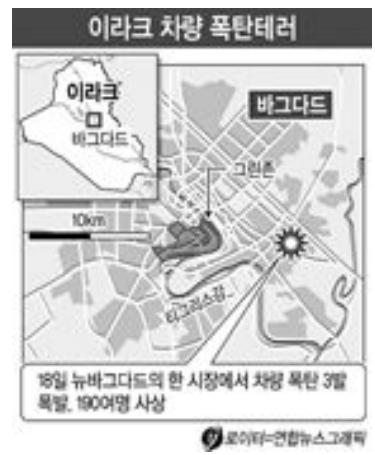 이라크 차량 폭탄테러
이라크
바그다드
바그다드
그린존
10km
티그리스강
18일 뉴바그다드의 한 시장에서 차량 폭탄 3발
폭발, 190여명 사상
로이터=연합뉴스그래픽